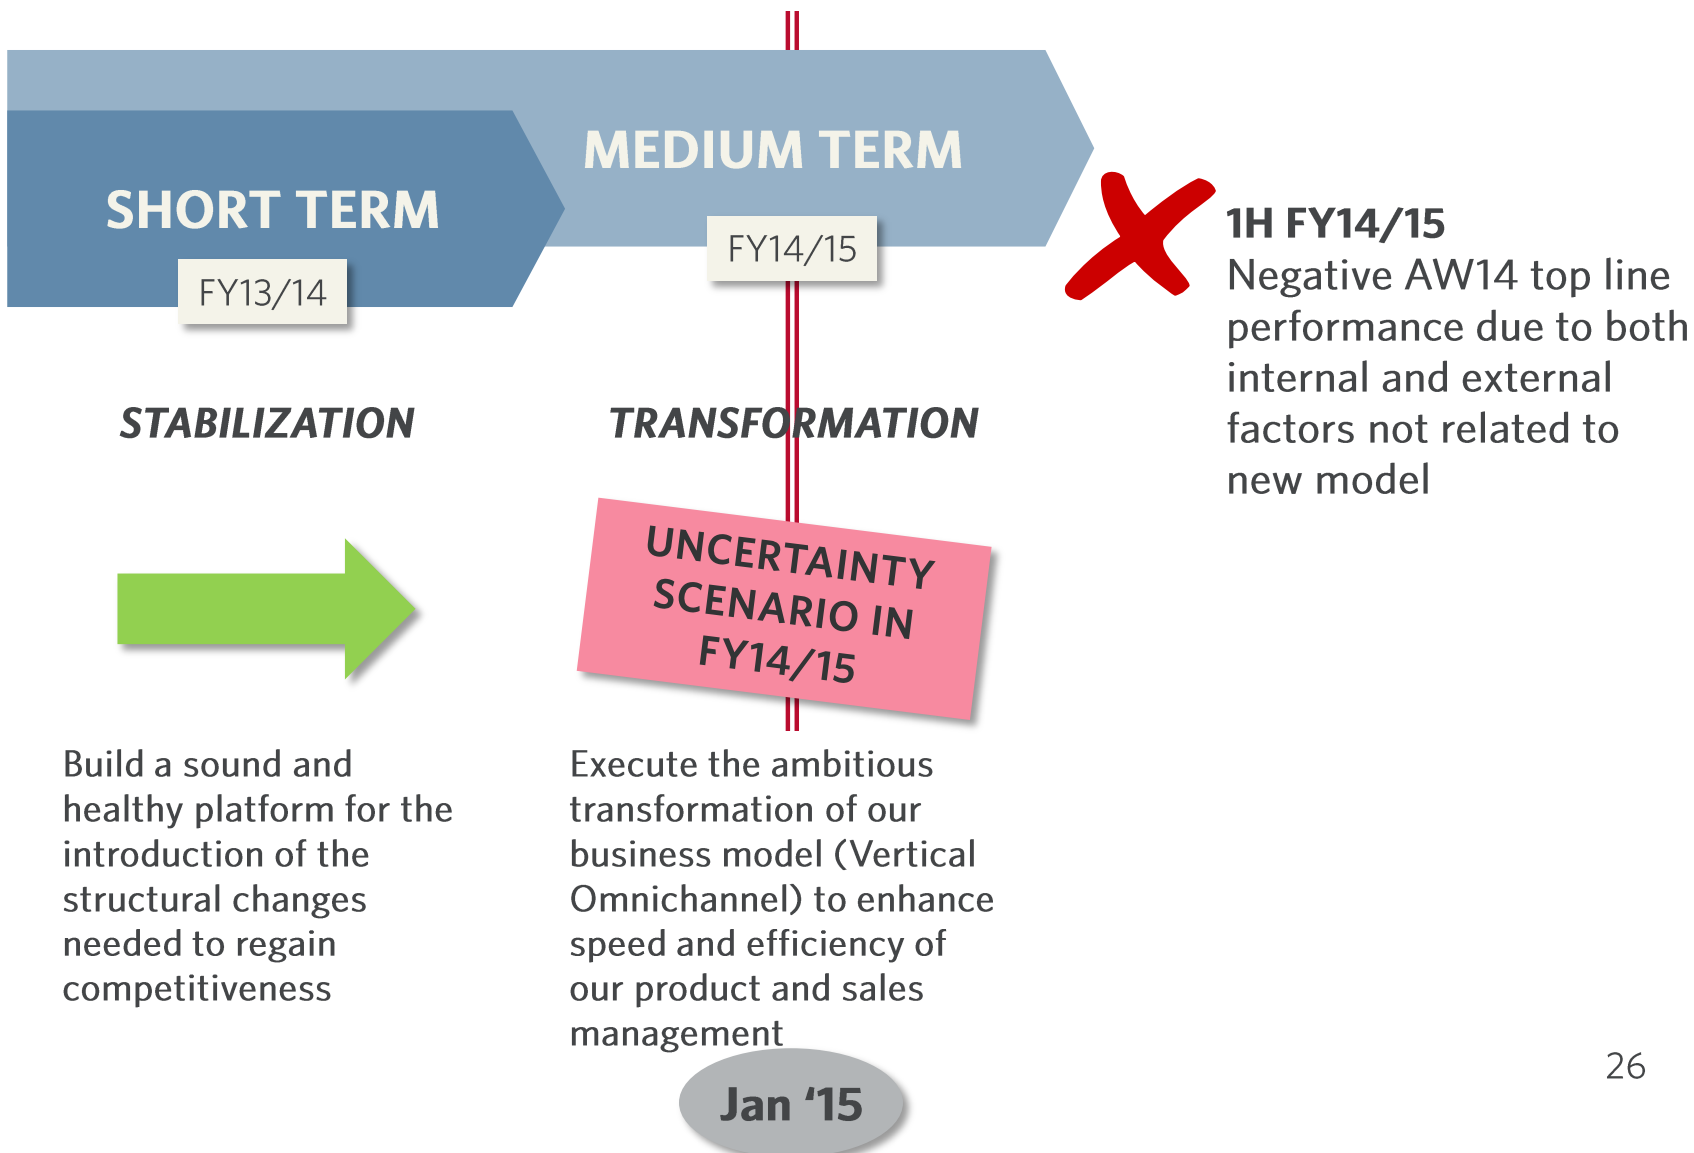 MEDIUM TERM
SHORT TERM
FY14/15
FY13/14
1H FY14/15
Negative AW14 top line
performance due to both
internal and external
factors not related to
new model
STABILIZATION
TRANSFORMATION
UNCERTAINTY
SCENARIO IN
FY14/15
Build a sound and
healthy platform for the
introduction of the
structural changes
needed to regain
competitiveness
Execute the ambitious
transformation of our
business model (Vertical
Omnichannel) to enhance
speed and efficiency of
our product and sales
management
Jan ‘15
26